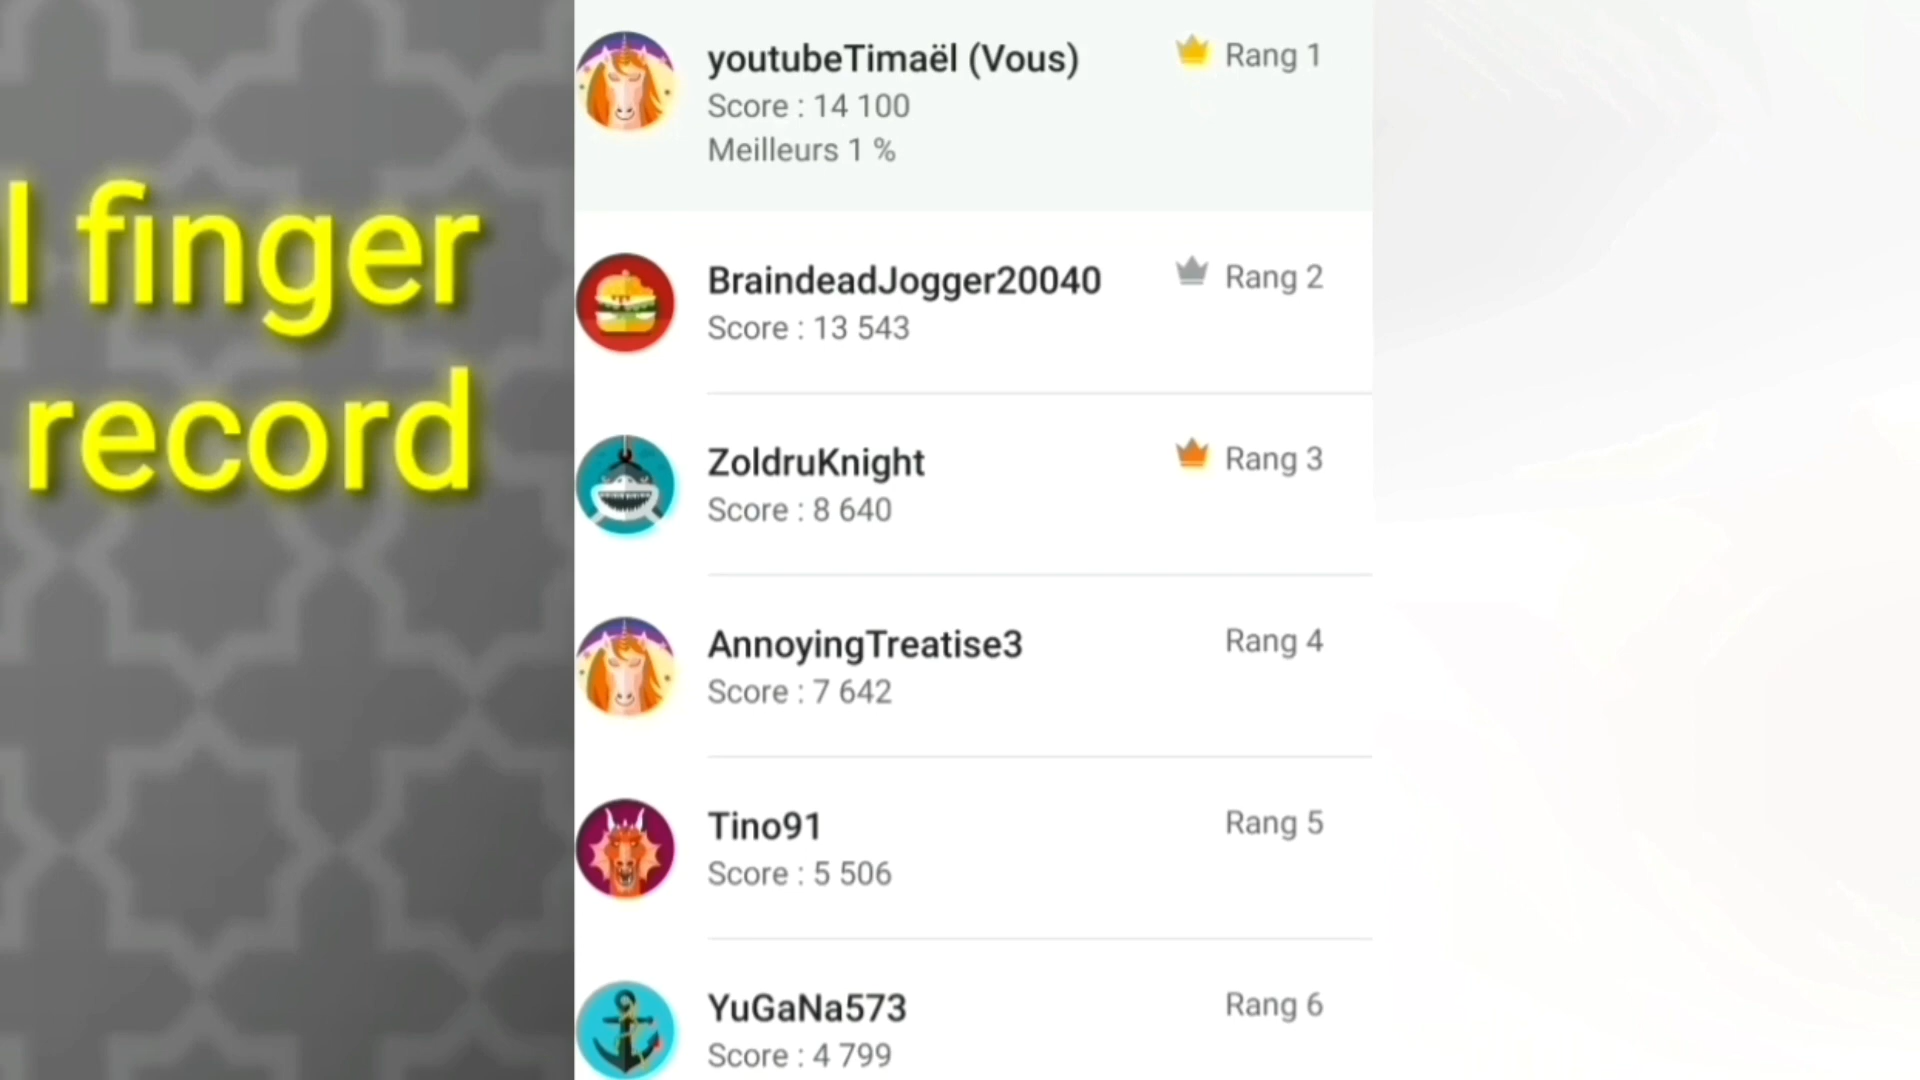 l finger
record
youtubeTimaël (Vous)
Rang 1
Score : 14 100
Meilleurs 1 %
BraindeadJogger20040
Rang 2
Score : 13 543
ZoldruKnight
Rang 3
Score : 8 640
AnnoyingTreatise3
Rang 4
Score : 7 642
Tino91
Rang 5
Score : 5 506
YuGaNa573
Rang 6
Score : 4 799